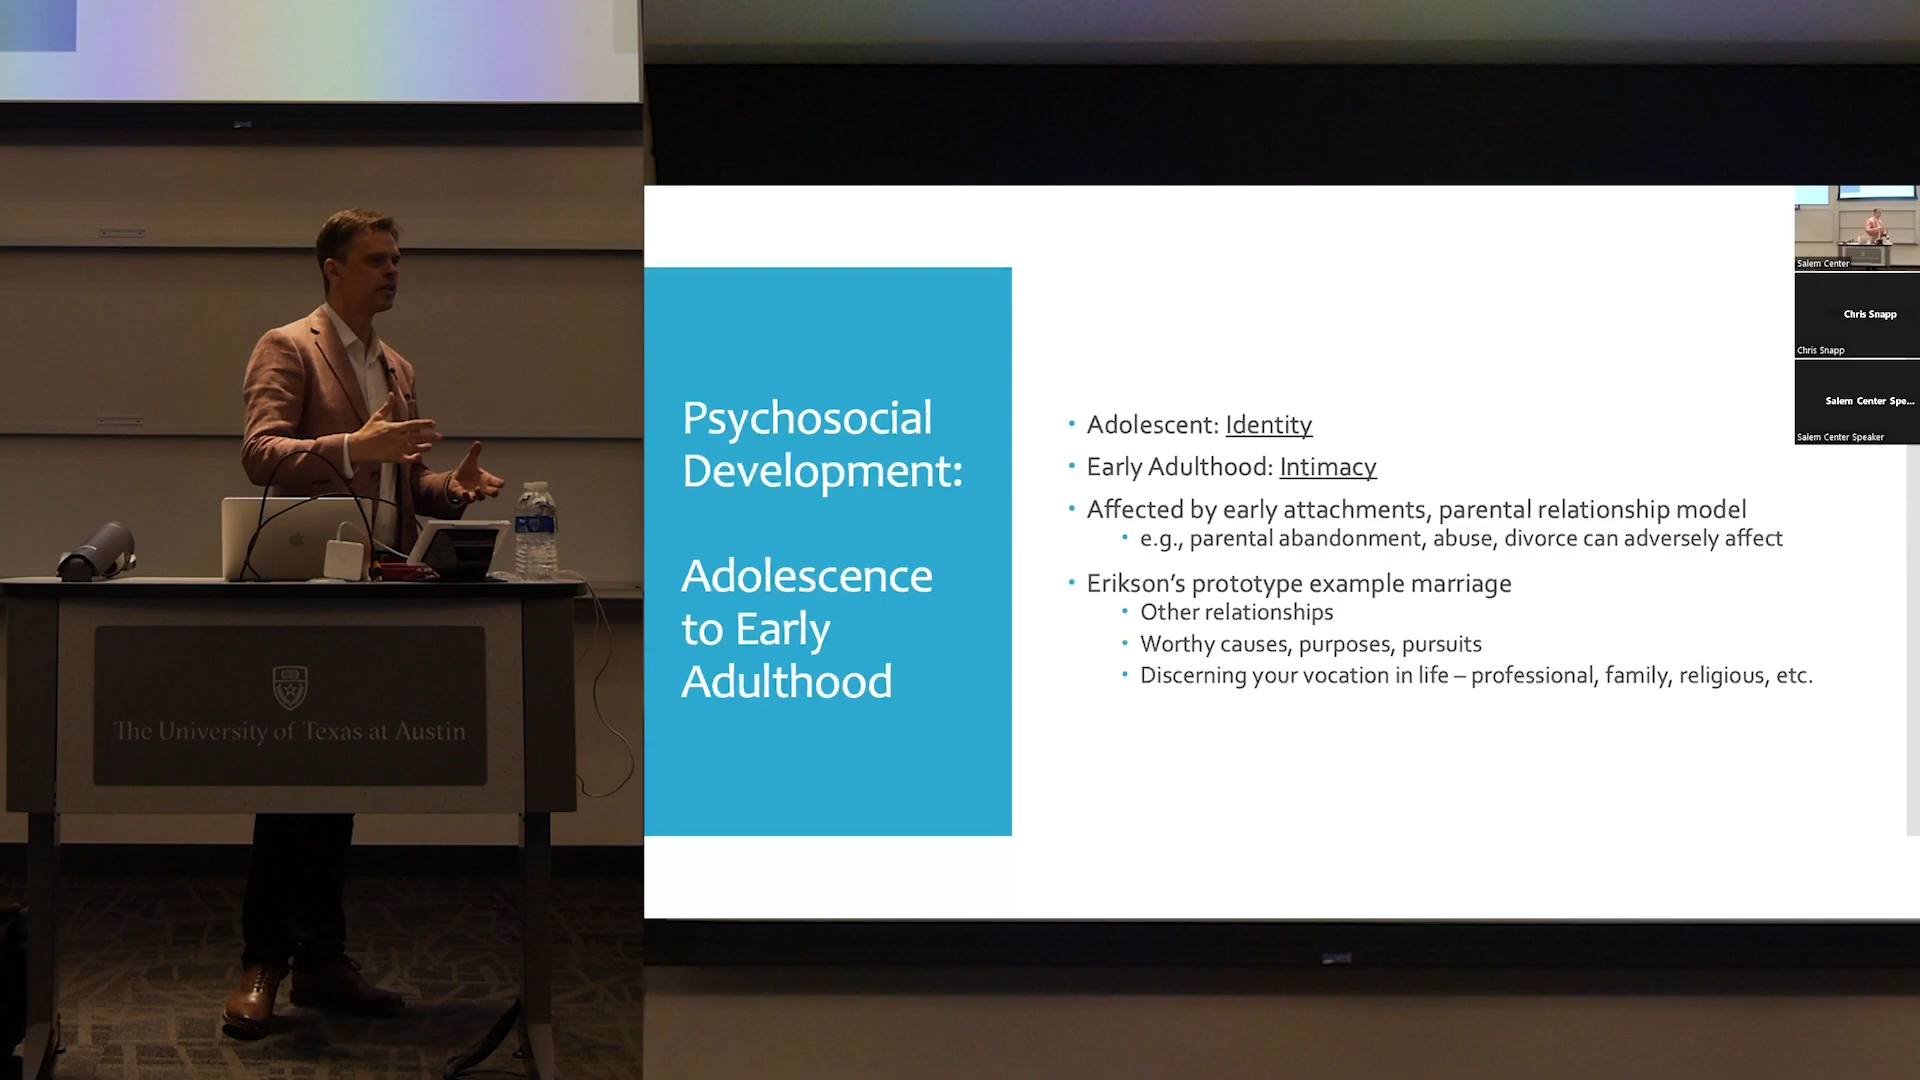 The University of Texas at Austin
Psychosocial
Development:
Adolescence
to Early
Adulthood
• Adolescent: Identity
• Early Adulthood: Intimacy
• Affected by early attachments, parental relationship model
• e.g., parental abandonment, abuse, divorce can adversely affect
• Erikson's prototype example marriage
• Other relationships
• Worthy causes, purposes, pursuits
• Discerning your vocation in life – professional, family, religious, etc.
Salem Center
Chris Snapp
Chris Snapp
Salem Center Spe...
Salem Center Speaker